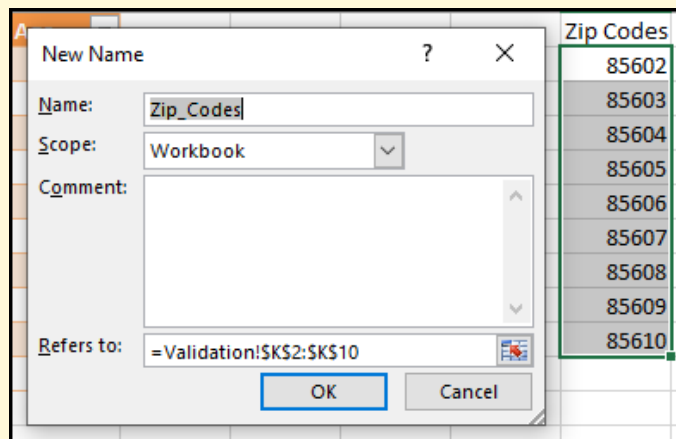 A
Zip Codes
New Name ? ×
Name: Zip_Codes
Scope: Workbook
Comment:
Refers to: =Validation!$K$2:$K$10
OK Cancel
85602
85603
85604
85605
85606
85607
85608
85609
85610